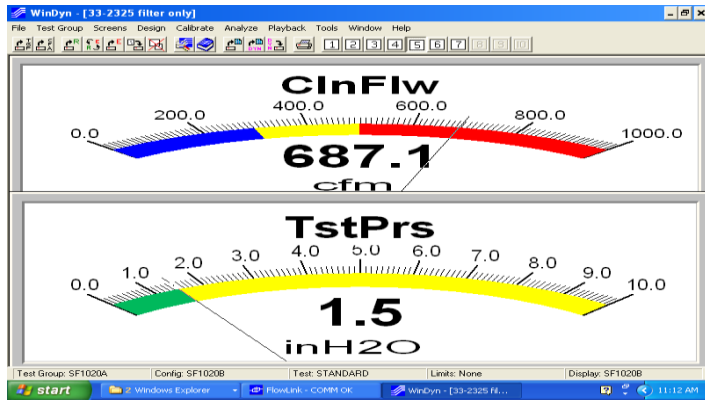 WinDyn - [33-2325 filter only]
File Test Group Screens Design Calibrate Analyze Playback Tools Window Help
1 2 3 4 5 6 7 8 9 10
ClnFlw
0.0 200.0 400.0 600.0 800.0 1000.0
687.1
cfm
TstPrs
0.0 1.0 2.0 3.0 4.0 5.0 6.0 7.0 8.0 9.0 10.0
1.5
inH2O
Test Group: SF1020A Config: SF1020B Test: STANDARD Limits: None Display: SF1020B
start 2 Windows Explorer FlowLink - COMM OK WinDyn - [33-2325 fil... 11:12 AM